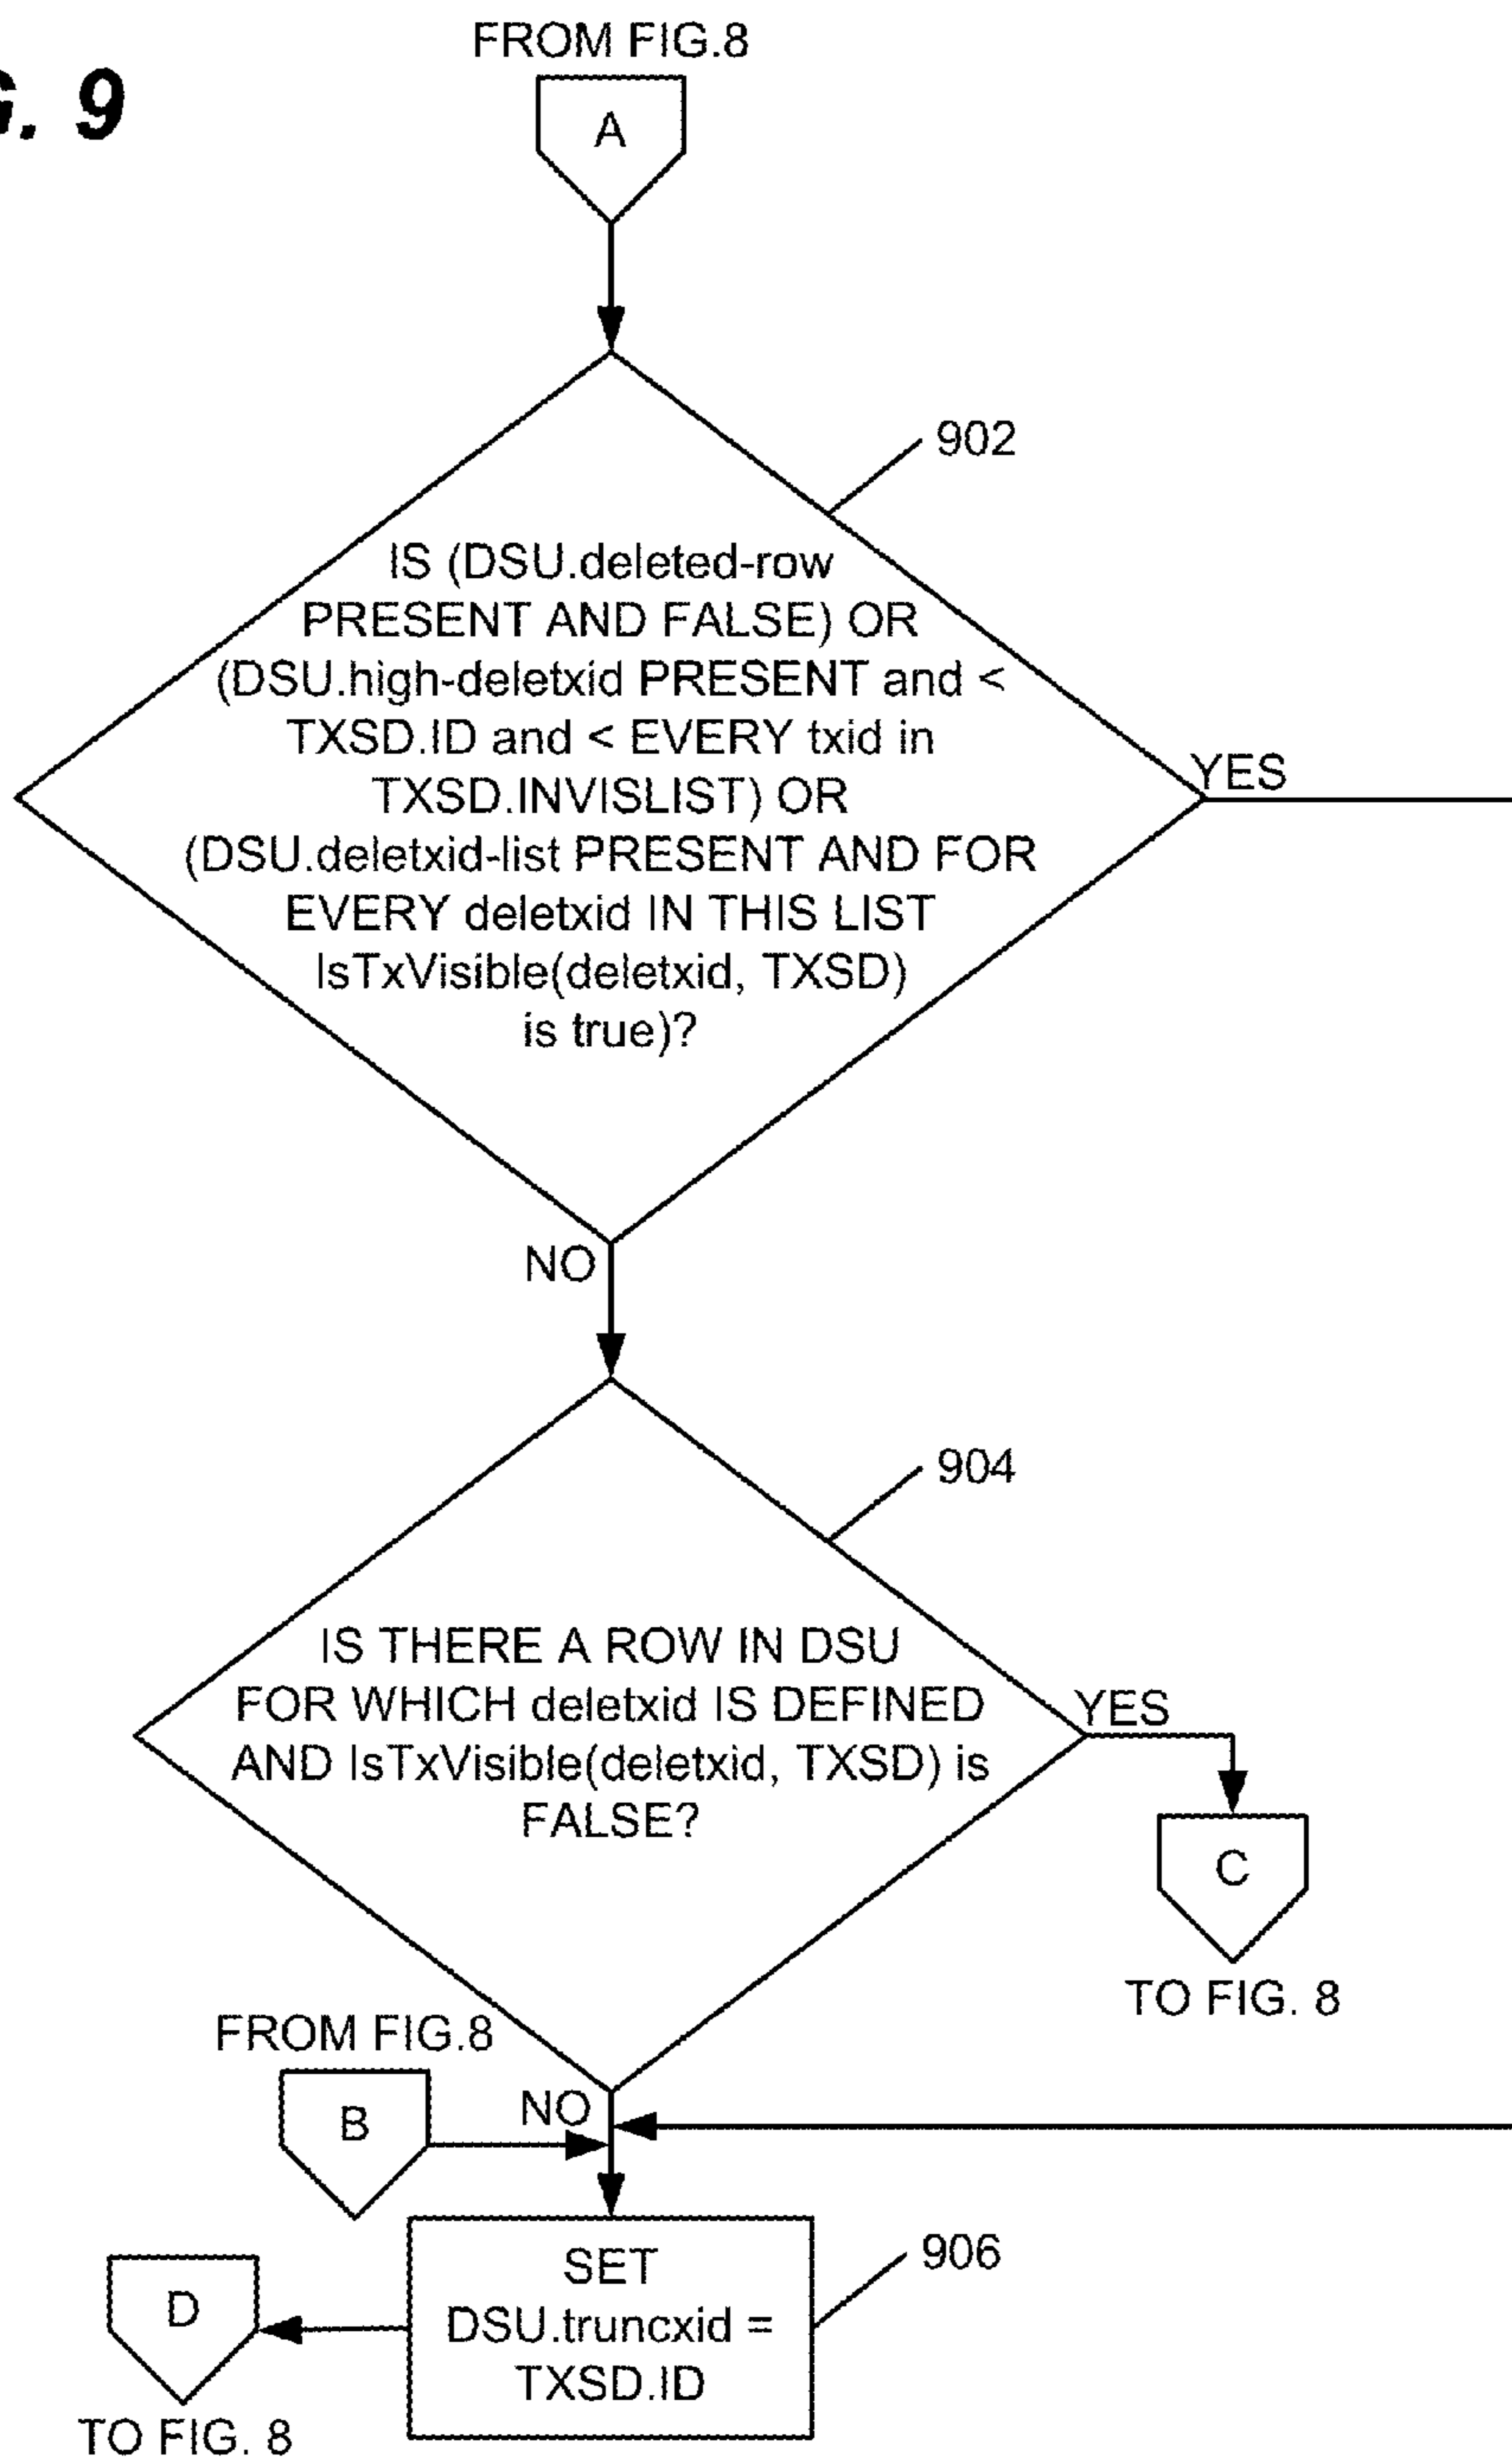 FROM FIG.8
G. 9
A
902
IS (DSU.deleted-row
PRESENT AND FALSE) OR
(DSU.high-deletxid PRESENT and <
TXSD.ID and < EVERY txid in
TXSD.INVISLIST) OR
(DSU.deletxid-list PRESENT AND FOR
EVERY deletxid IN THIS LIST
IsTxVisible(deletxid, TXSD)
is true)?
YES
NO
904
IS THERE A ROW IN DSU
FOR WHICH deletxid IS DEFINED
AND IsTxVisible(deletxid, TXSD) is
FALSE?
YES
C
TO FIG. 8
FROM FIG.8
B
NO
906
SET
DSU.truncxid =
TXSD.ID
D
TO FIG. 8